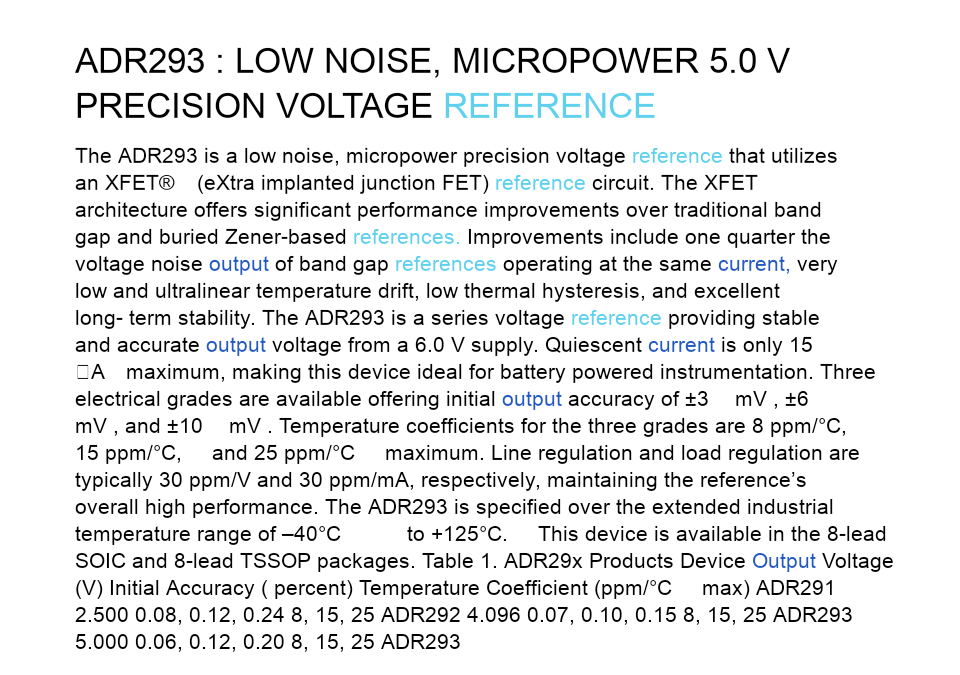 ADR293 : LOW NOISE, MICROPOWER 5.0 V
PRECISION VOLTAGE REFERENCE
The ADR293 is a low noise, micropower precision voltage reference that utilizes
an XFET® (eXtra implanted junction FET) reference circuit. The XFET
architecture offers significant performance improvements over traditional band
gap and buried Zener-based references. Improvements include one quarter the
voltage noise output of band gap references operating at the same current, very
low and ultralinear temperature drift, low thermal hysteresis, and excellent
long- term stability. The ADR293 is a series voltage reference providing stable
and accurate output voltage from a 6.0 V supply. Quiescent current is only 15
□A maximum, making this device ideal for battery powered instrumentation. Three
electrical grades are available offering initial output accuracy of ±3 mV , ±6
mV , and ±10 mV . Temperature coefficients for the three grades are 8 ppm/°C,
15 ppm/°C, and 25 ppm/°C maximum. Line regulation and load regulation are
typically 30 ppm/V and 30 ppm/mA, respectively, maintaining the reference’s
overall high performance. The ADR293 is specified over the extended industrial
temperature range of –40°C to +125°C. This device is available in the 8-lead
SOIC and 8-lead TSSOP packages. Table 1. ADR29x Products Device Output Voltage
(V) Initial Accuracy ( percent) Temperature Coefficient (ppm/°C max) ADR291
2.500 0.08, 0.12, 0.24 8, 15, 25 ADR292 4.096 0.07, 0.10, 0.15 8, 15, 25 ADR293
5.000 0.06, 0.12, 0.20 8, 15, 25 ADR293